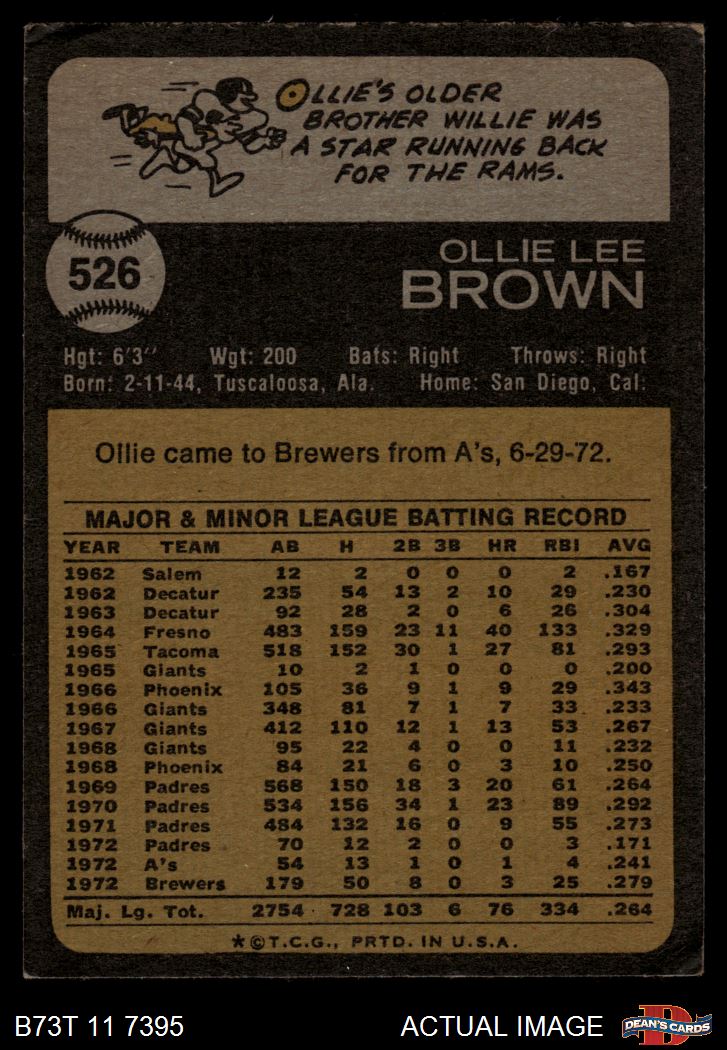 OLLIE'S OLDER
BROTHER WILLIE WAS
A STAR RUNNING BACK
FOR THE RAMS.
526
OLLIE LEE
BROWN
Hgt: 6'3" Wgt: 200 Bats: Right Throws: Right
Born: 2-11-44, Tuscaloosa, Ala. Home: San Diego, Cal.
Ollie came to Brewers from A's, 6-29-72.
MAJOR & MINOR LEAGUE BATTING RECORD
YEAR TEAM AB H 2B 3B HR RBI AVG
1962 Salem 12 2 0 0 0 2 .167
1962 Decatur 235 54 13 2 10 29 .230
1963 Decatur 92 28 2 0 6 26 .304
1964 Fresno 483 159 23 11 40 133 .329
1965 Tacoma 518 152 30 1 27 81 .293
1965 Giants 10 2 1 0 0 0 .200
1966 Phoenix 105 36 9 1 9 29 .343
1966 Giants 348 81 7 1 7 33 .233
1967 Giants 412 110 12 1 13 53 .267
1968 Giants 95 22 4 0 0 11 .232
1968 Phoenix 84 21 6 0 3 10 .250
1969 Padres 568 150 18 3 20 61 .264
1970 Padres 534 156 34 1 23 89 .292
1971 Padres 484 132 16 0 9 55 .273
1972 Padres 70 12 2 0 0 3 .171
1972 A's 54 13 1 0 1 4 .241
1972 Brewers 179 50 8 0 3 25 .279
Maj. Lg. Tot. 2754 728 103 6 76 334 .264
★©T.C.G., PRTD. IN U.S.A.
B73T 11 7395 ACTUAL IMAGE
D
DEAN'S CARDS